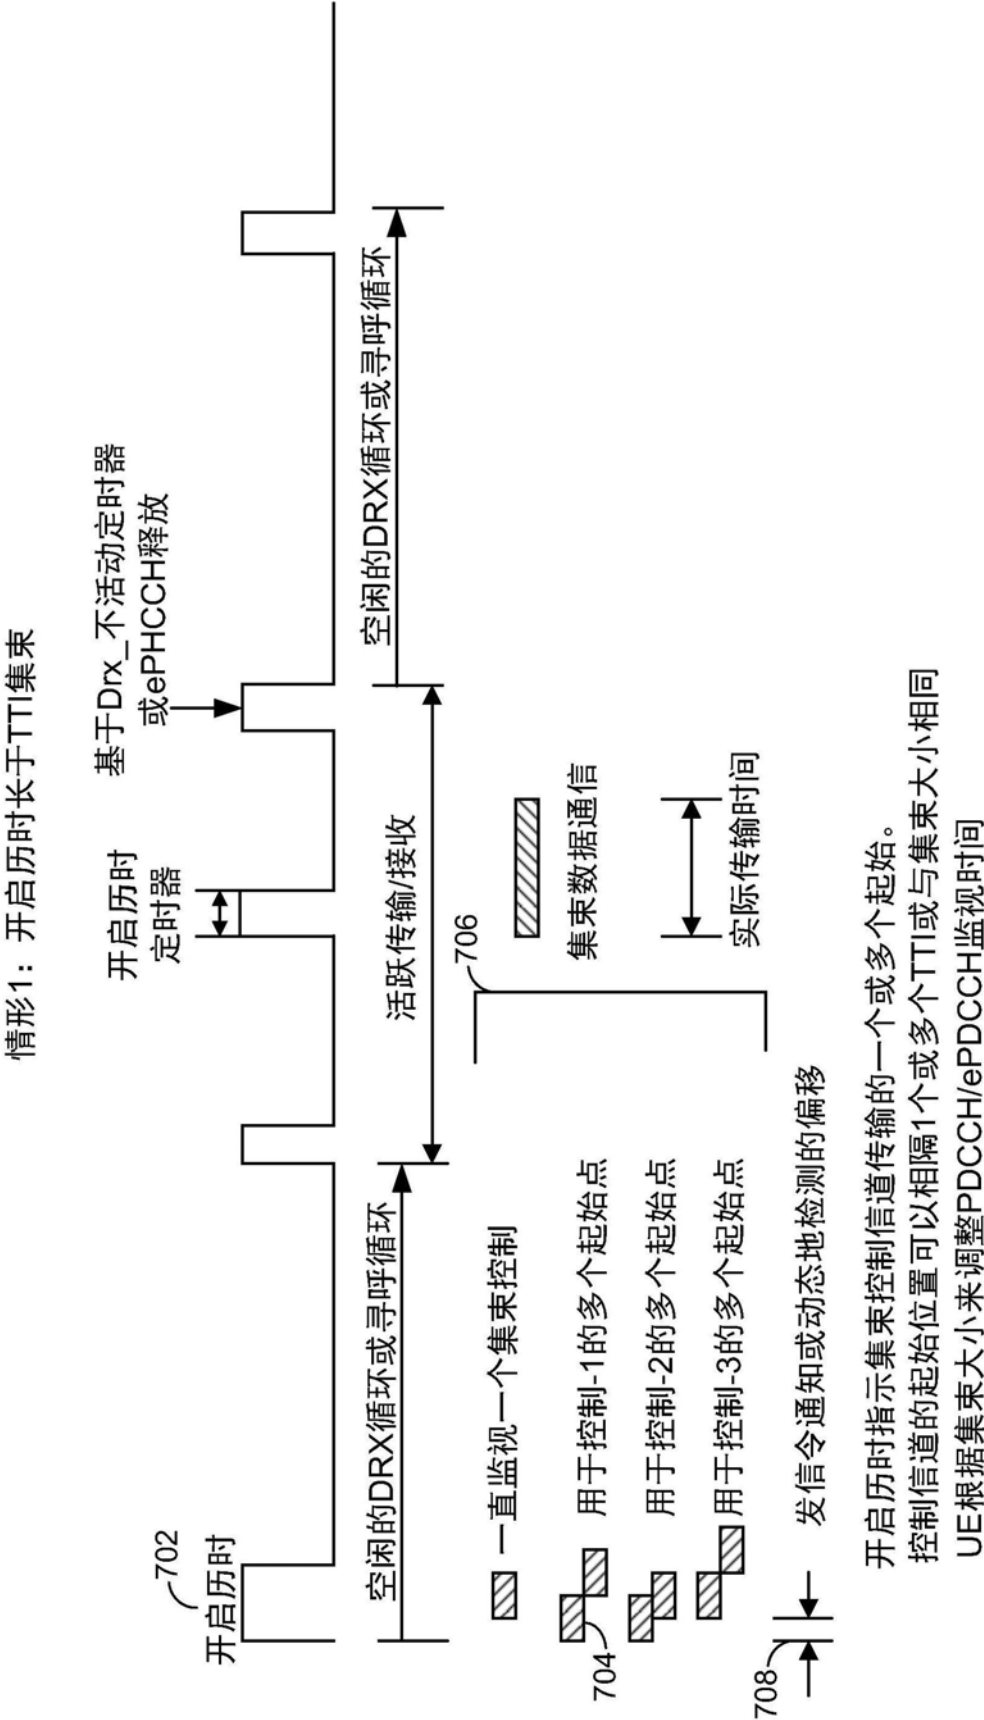 情形1：开启历时长于TTI集束
702
开启历时
开启历时
定时器
基于Drx_不活动定时器
或ePHCCH释放
空闲的DRX循环或寻呼循环
活跃传输/接收
空闲的DRX循环或寻呼循环
706
一直监视一个集束控制
集束数据通信
704
用于控制-1的多个起始点
用于控制-2的多个起始点
用于控制-3的多个起始点
实际传输时间
708
发信令通知或动态地检测的偏移
开启历时指示集束控制信道传输的一个或多个起始。
控制信道的起始位置可以相隔1个或多个TTI或与集束大小相同
UE根据集束大小来调整PDCCH/ePDCCH监视时间